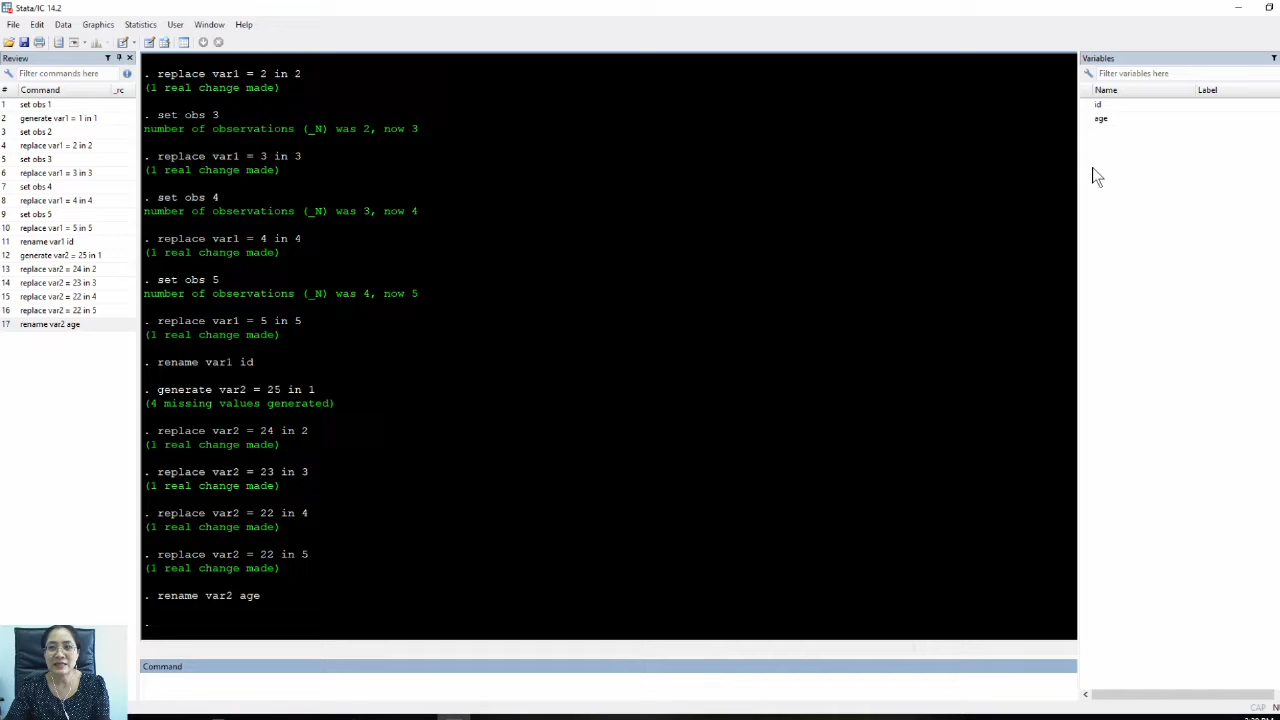 Stata/IC 14.2
File Edit Data Graphics Statistics User Window Help
Review
Filter commands here
# Command _rc
1 set obs 1
2 generate var1 = 1 in 1
3 set obs 2
4 replace var1 = 2 in 2
5 set obs 3
6 replace var1 = 3 in 3
7 set obs 4
8 replace var1 = 4 in 4
9 set obs 5
10 replace var1 = 5 in 5
11 rename var1 id
12 generate var2 = 25 in 1
13 replace var2 = 24 in 2
14 replace var2 = 23 in 3
15 replace var2 = 22 in 4
16 replace var2 = 22 in 5
17 rename var2 age
. replace var1 = 2 in 2
(1 real change made)
. set obs 3
number of observations (_N) was 2, now 3
. replace var1 = 3 in 3
(1 real change made)
. set obs 4
number of observations (_N) was 3, now 4
. replace var1 = 4 in 4
(1 real change made)
. set obs 5
number of observations (_N) was 4, now 5
. replace var1 = 5 in 5
(1 real change made)
. rename var1 id
. generate var2 = 25 in 1
(4 missing values generated)
. replace var2 = 24 in 2
(1 real change made)
. replace var2 = 23 in 3
(1 real change made)
. replace var2 = 22 in 4
(1 real change made)
. replace var2 = 22 in 5
(1 real change made)
. rename var2 age
.
Command
Variables
Filter variables here
Name Label
id
age
CAP